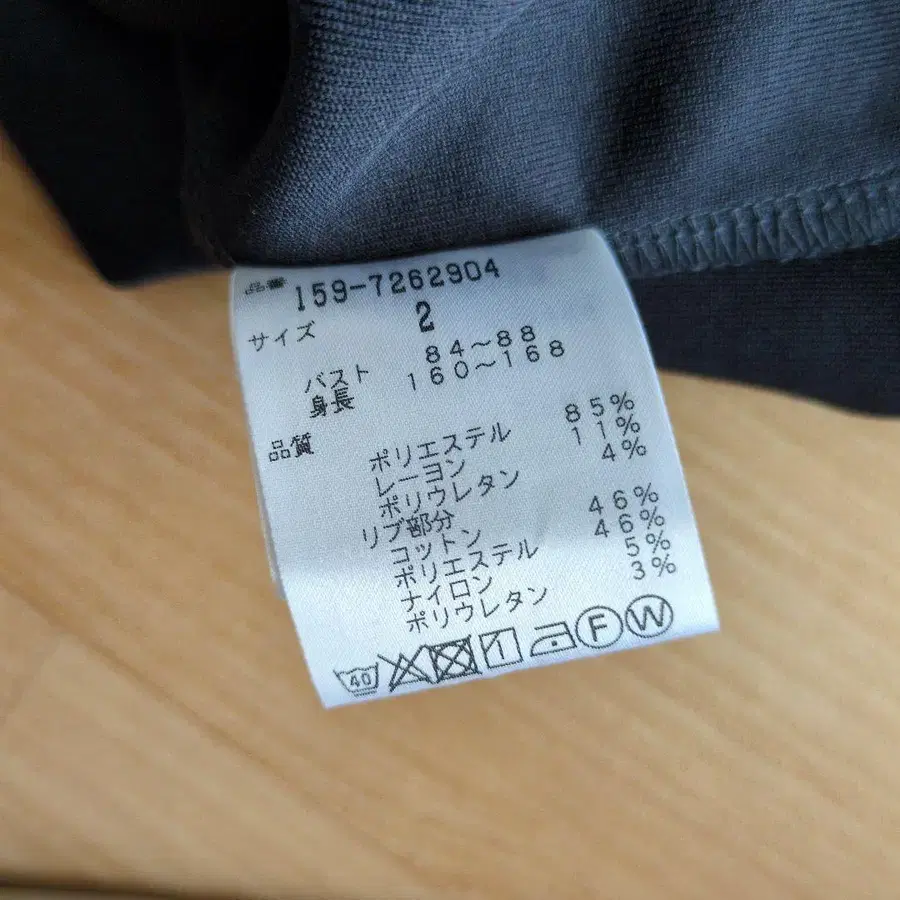 品番 159-7262904
サイズ 2
バスト 84～88
身長 160～168
品質
ポリエステル 85%
レーヨン 11%
ポリウレタン 4%
リブ部分
コットン 46%
ポリエステル 46%
ナイロン 5%
ポリウレタン 3%
40 F W